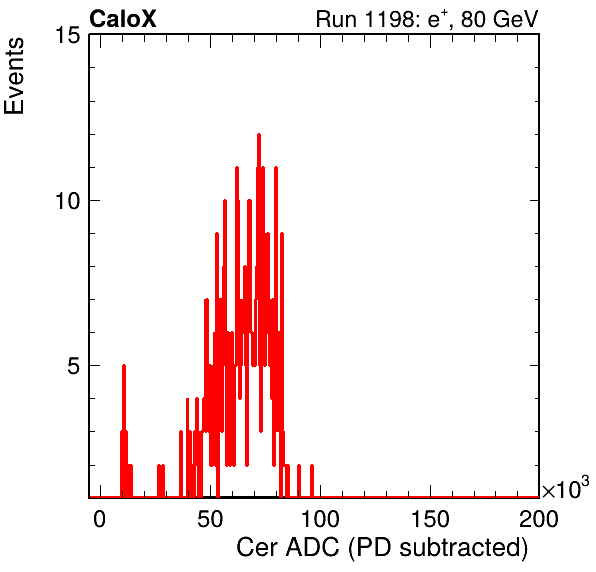 CaloX Run 1198: e⁺, 80 GeV
Events
15
10
5
0 50 100 150 200
×10³
Cer ADC (PD subtracted)